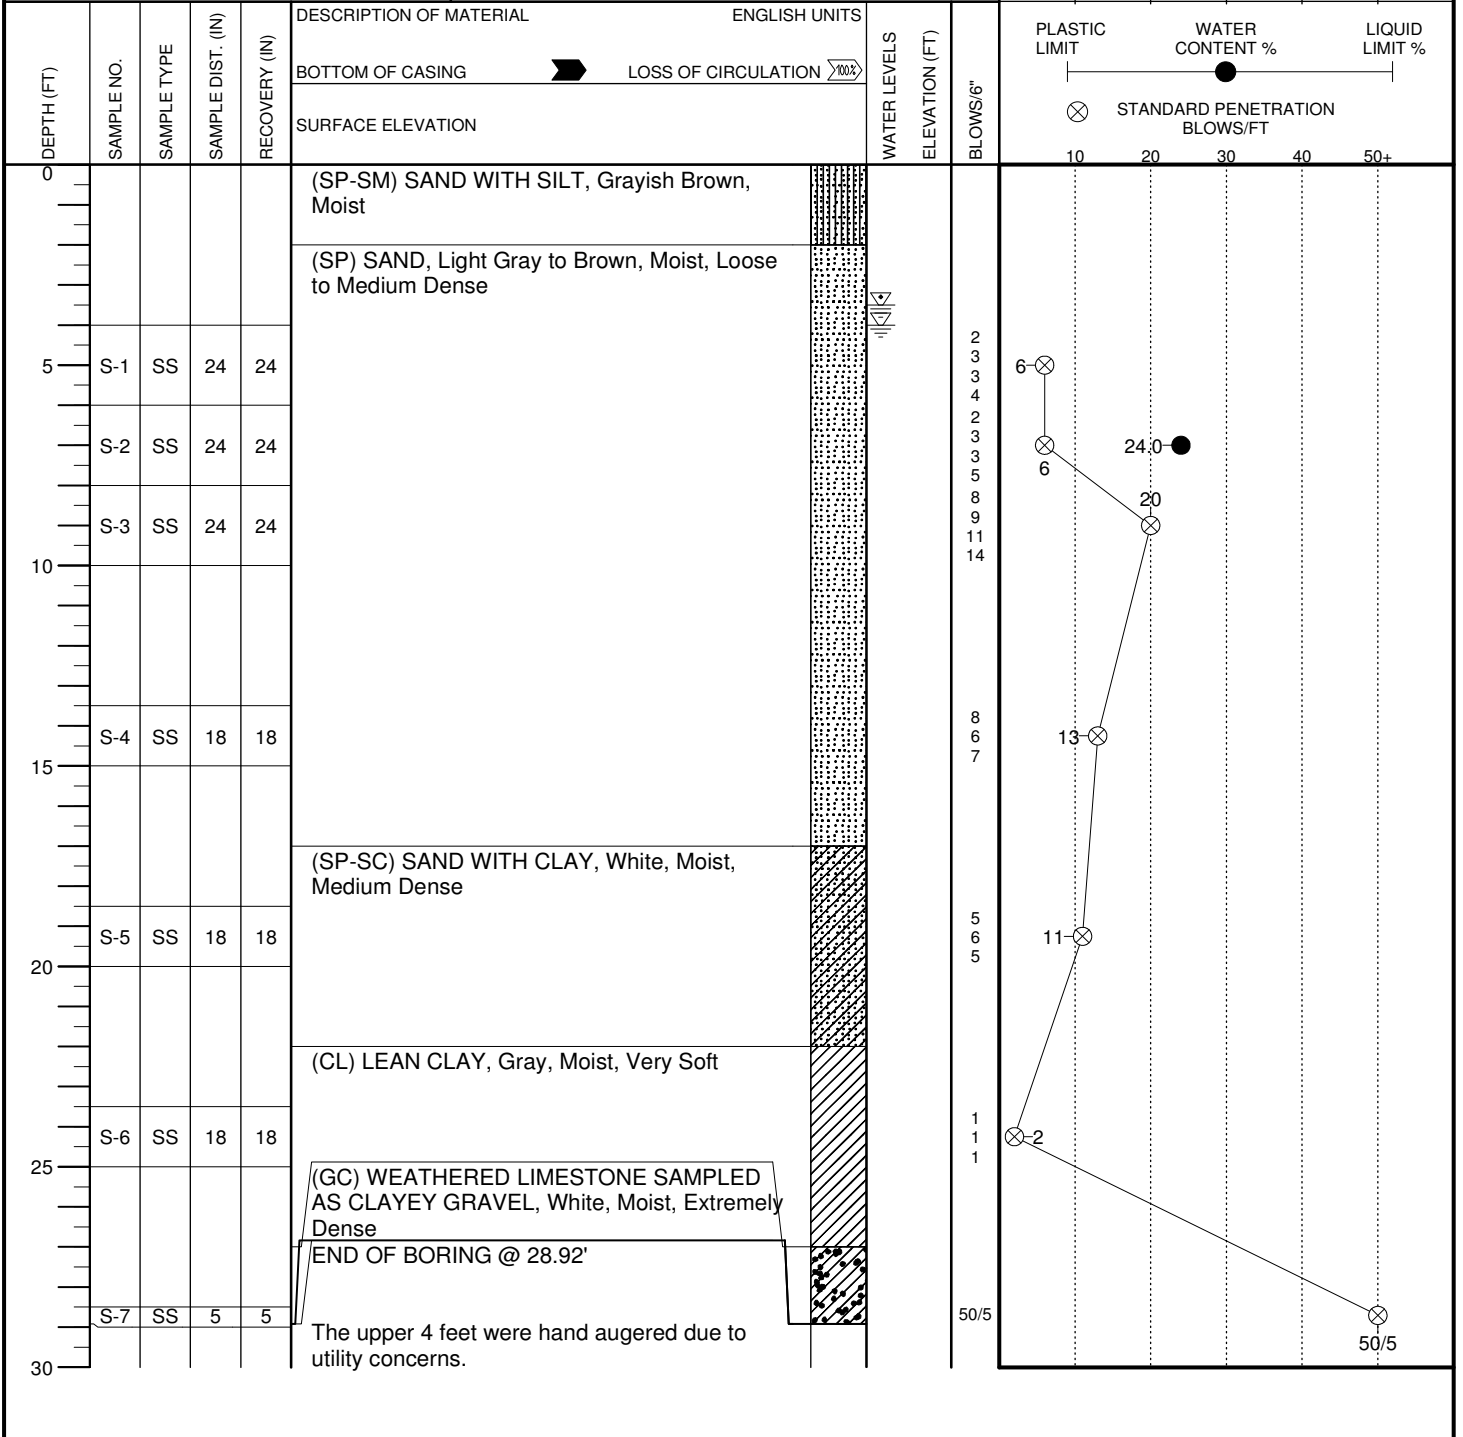 DEPTH (FT)
SAMPLE NO.
SAMPLE TYPE
SAMPLE DIST. (IN)
RECOVERY (IN)
DESCRIPTION OF MATERIAL ENGLISH UNITS
BOTTOM OF CASING LOSS OF CIRCULATION 100%
SURFACE ELEVATION
WATER LEVELS
ELEVATION (FT)
BLOWS/6"
PLASTIC LIMIT
WATER CONTENT %
LIQUID LIMIT %
STANDARD PENETRATION
BLOWS/FT
10 20 30 40 50+
0
(SP-SM) SAND WITH SILT, Grayish Brown,
Moist
(SP) SAND, Light Gray to Brown, Moist, Loose
to Medium Dense
2
3
3
4
5 S-1 SS 24 24 6
2
3
3
5
S-2 SS 24 24 24.0
6
8
9
11
14
S-3 SS 24 24 20
10
8
6
7
S-4 SS 18 18 13
15
(SP-SC) SAND WITH CLAY, White, Moist,
Medium Dense
5
6
5
S-5 SS 18 18 11
20
(CL) LEAN CLAY, Gray, Moist, Very Soft
1
1
1
S-6 SS 18 18 2
25
(GC) WEATHERED LIMESTONE SAMPLED
AS CLAYEY GRAVEL, White, Moist, Extremely
Dense
END OF BORING @ 28.92'
S-7 SS 5 5 50/5
50/5
The upper 4 feet were hand augered due to
utility concerns.
30